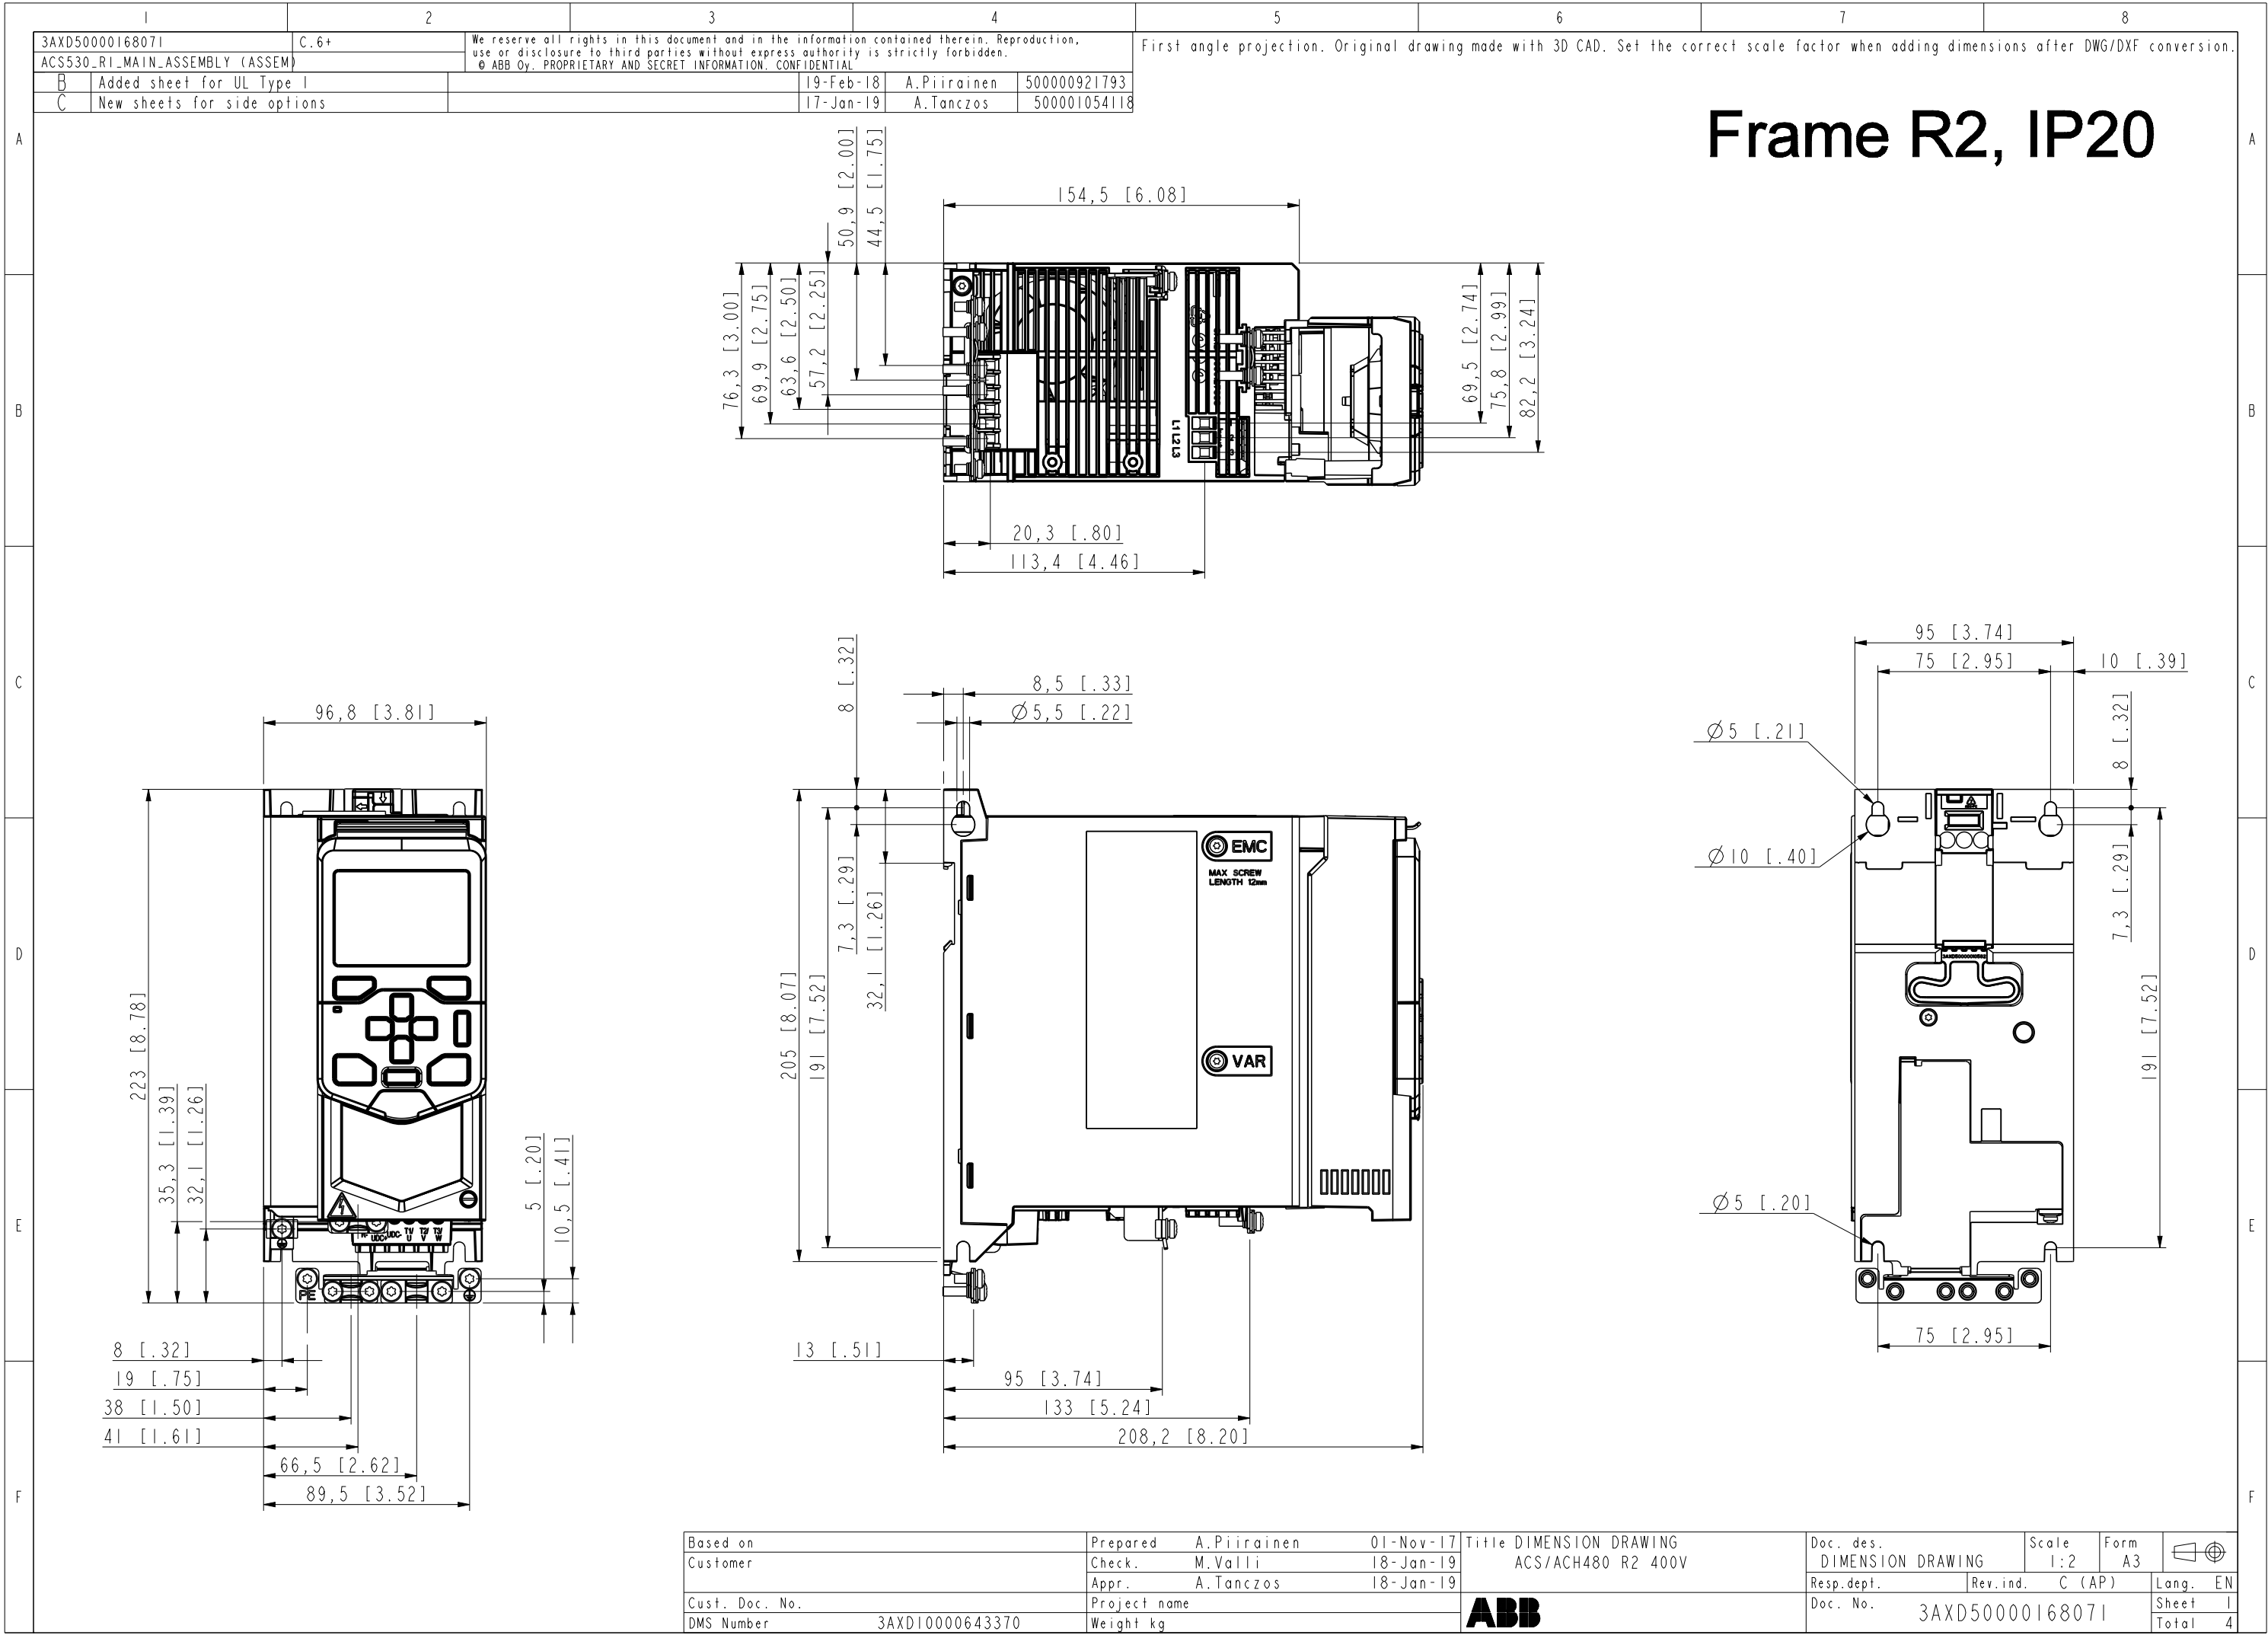 1 2 3 4 5 6 7 8
3AXD50000168071 C.6+
ACS530_R1_MAIN_ASSEMBLY (ASSEM)
We reserve all rights in this document and in the information contained therein. Reproduction,
use or disclosure to third parties without express authority is strictly forbidden.
© ABB Oy. PROPRIETARY AND SECRET INFORMATION. CONFIDENTIAL
First angle projection. Original drawing made with 3D CAD. Set the correct scale factor when adding dimensions after DWG/DXF conversion.
B Added sheet for UL Type 1 19-Feb-18 A.Piirainen 500000921793
C New sheets for side options 17-Jan-19 A.Tanczos 500001054118
Frame R2, IP20
A A
B B
C C
D D
E E
F F
154,5 [6.08]
50,9 [2.00]
44,5 [1.75]
76,3 [3.00]
69,9 [2.75]
63,6 [2.50]
57,2 [2.25]
69,5 [2.74]
75,8 [2.99]
82,2 [3.24]
L1 L2 L3
20,3 [.80]
113,4 [4.46]
96,8 [3.81]
223 [8.78]
35,3 [1.39]
32,1 [1.26]
5 [.20]
10,5 [.41]
UDC+ UDC- T1/U T2/V T3/W
PE
8 [.32]
19 [.75]
38 [1.50]
41 [1.61]
66,5 [2.62]
89,5 [3.52]
8 [.32]
8,5 [.33]
Ø5,5 [.22]
205 [8.07]
191 [7.52]
7,3 [.29]
32,1 [1.26]
EMC
MAX SCREW
LENGTH 12mm
VAR
13 [.51]
95 [3.74]
133 [5.24]
208,2 [8.20]
95 [3.74]
75 [2.95]
10 [.39]
Ø5 [.21]
8 [.32]
Ø10 [.40]
7,3 [.29]
191 [7.52]
Ø5 [.20]
75 [2.95]
Based on
Customer
Cust. Doc. No.
DMS Number 3AXD10000643370
Prepared A.Piirainen 01-Nov-17
Check. M.Valli 18-Jan-19
Appr. A.Tanczos 18-Jan-19
Project name
Weight kg
Title DIMENSION DRAWING
ACS/ACH480 R2 400V
ABB
Doc. des.
DIMENSION DRAWING
Scale
1:2
Form
A3
Resp.dept.
Rev.ind. C (AP)
Lang. EN
Doc. No. 3AXD50000168071
Sheet 1
Total 4